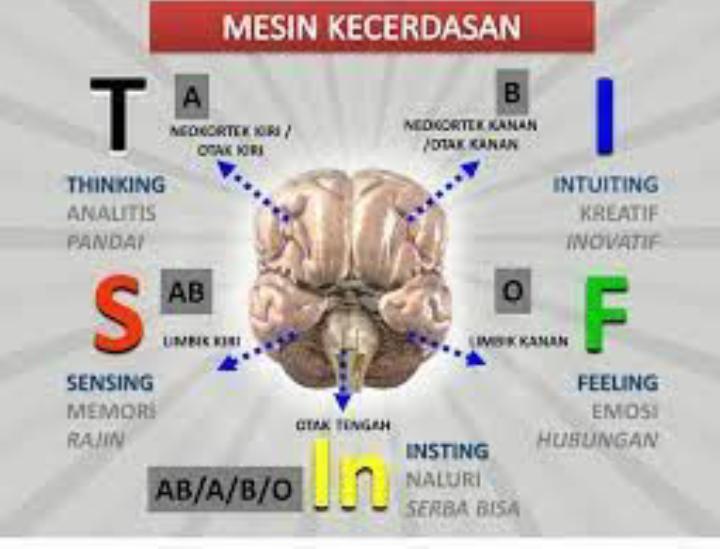 MESIN KECERDASAN
T
A
NEOKORTEK KIRI /
OTAK KIRI
THINKING
ANALITIS
PANDAI
B
NEOKORTEK KANAN
/OTAK KANAN
I
INTUITING
KREATIF
INOVATIF
S
AB
LIMBIK KIRI
SENSING
MEMORI
RAJIN
O
LIMBIK KANAN
F
FEELING
EMOSI
HUBUNGAN
OTAK TENGAH
AB/A/B/O
In
INSTING
NALURI
SERBA BISA